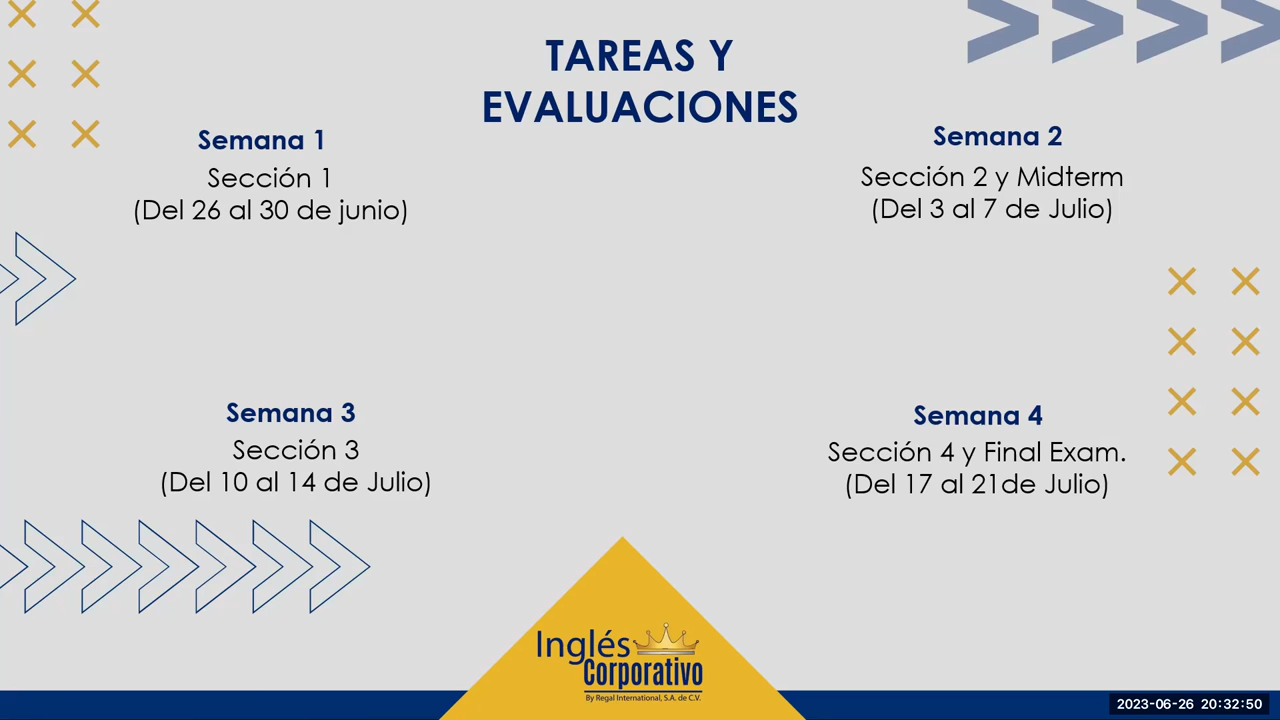 TAREAS Y
EVALUACIONES
Semana 1
Sección 1
(Del 26 al 30 de junio)
Semana 2
Sección 2 y Midterm
(Del 3 al 7 de Julio)
Semana 3
Sección 3
(Del 10 al 14 de Julio)
Semana 4
Sección 4 y Final Exam.
(Del 17 al 21de Julio)
Inglés
Corporativo
By Regal International, S.A. de C.V.
2023-06-26 20:32:50